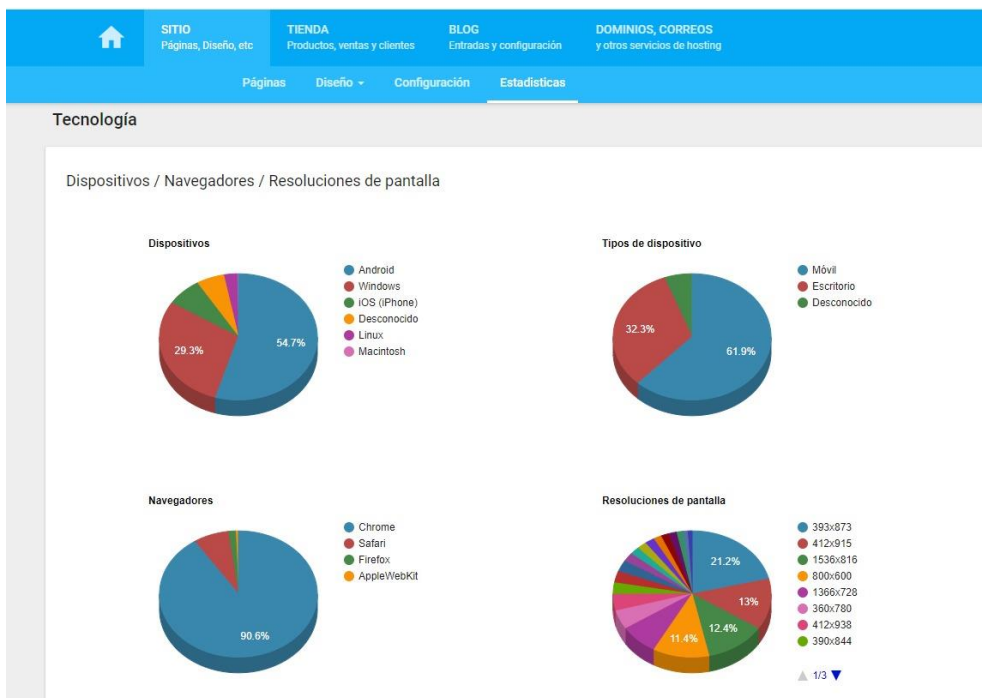 SITIO
Páginas, Diseño, etc
TIENDA
Productos, ventas y clientes
BLOG
Entradas y configuración
DOMINIOS, CORREOS
y otros servicios de hosting
Páginas
Diseño
Configuración
Estadisticas
Tecnología
Dispositivos / Navegadores / Resoluciones de pantalla
Dispositivos
54.7%
29.3%
Android
Windows
iOS (iPhone)
Desconocido
Linux
Macintosh
Tipos de dispositivo
32.3%
61.9%
Móvil
Escritorio
Desconocido
Navegadores
90.6%
Chrome
Safari
Firefox
AppleWebKit
Resoluciones de pantalla
21.2%
13%
12.4%
11.4%
393x873
412x915
1536x816
800x600
1366x728
360x780
412x938
390x844
1/3